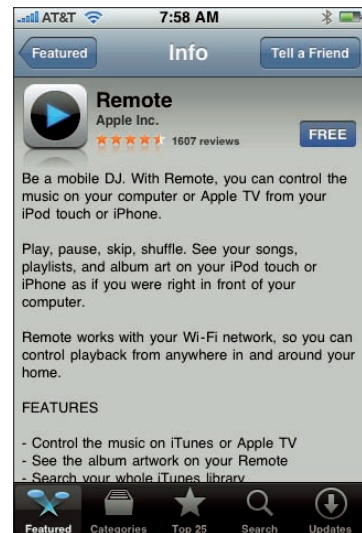 AT&T 7:58 AM
Featured Info Tell a Friend
Remote
Apple Inc.
1607 reviews
FREE
Be a mobile DJ. With Remote, you can control the
music on your computer or Apple TV from your
iPod touch or iPhone.
Play, pause, skip, shuffle. See your songs,
playlists, and album art on your iPod touch or
iPhone as if you were right in front of your
computer.
Remote works with your Wi-Fi network, so you can
control playback from anywhere in and around your
home.
FEATURES
- Control the music on iTunes or Apple TV
- See the album artwork on your Remote
- Search your whole iTunes library
Featured Categories Top 25 Search Updates